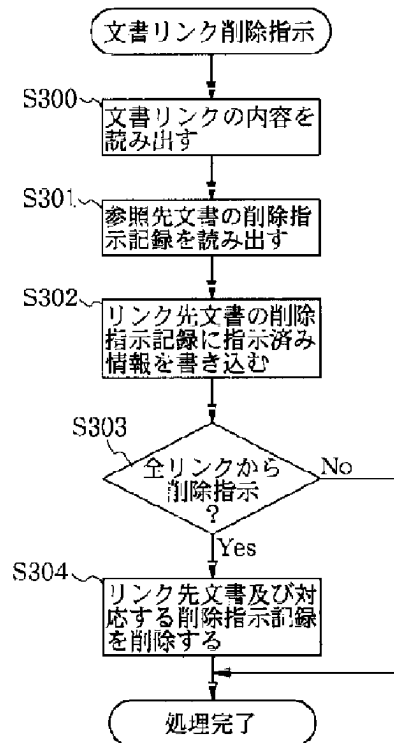 文書リンク削除指示
S300
文書リンクの内容を
読み出す
S301
参照先文書の削除指
示記録を読み出す
S302
リンク先文書の削除
指示記録に指示済み
情報を書き込む
S303
全リンクから
削除指示
?
No
Yes
S304
リンク先文書及び対
応する削除指示記録
を削除する
処理完了